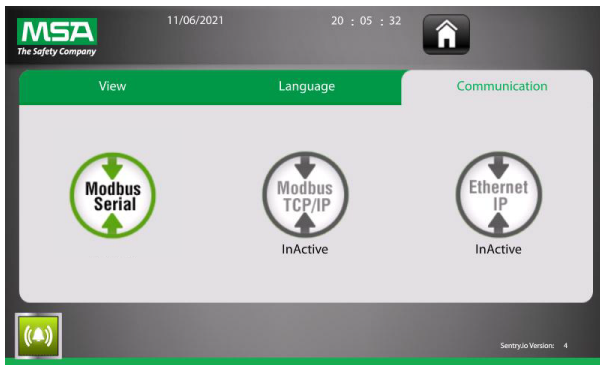 MSA
The Safety Company
11/06/2021
20 : 05 : 32
View
Language
Communication
Modbus
Serial
Modbus
TCP/IP
InActive
Ethernet
IP
InActive
Sentry.io Version: 4